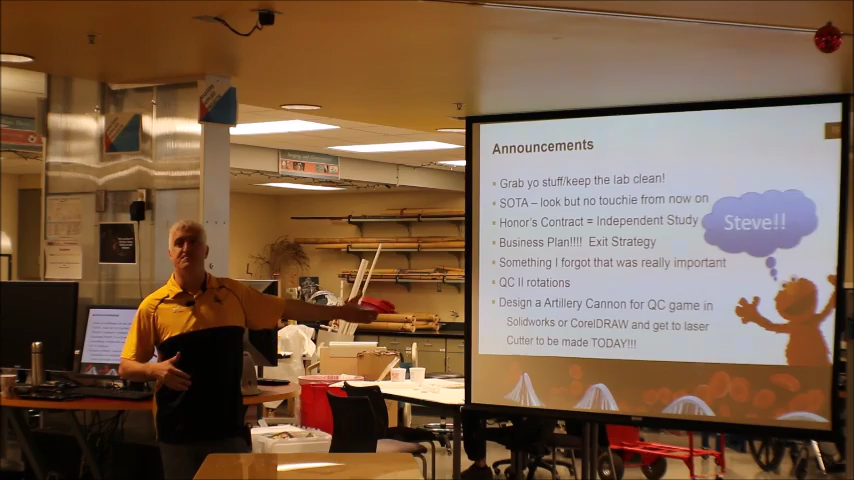 Announcements
Grab yo stuff/keep the lab clean!
SOTA – look but no touchie from now on
Honor's Contract = Independent Study
Business Plan!!!! Exit Strategy
Something I forgot that was really important
QC II rotations
Design a Artillery Cannon for QC game in
Solidworks or CorelDRAW and get to laser
Cutter to be made TODAY!!!
Steve!!